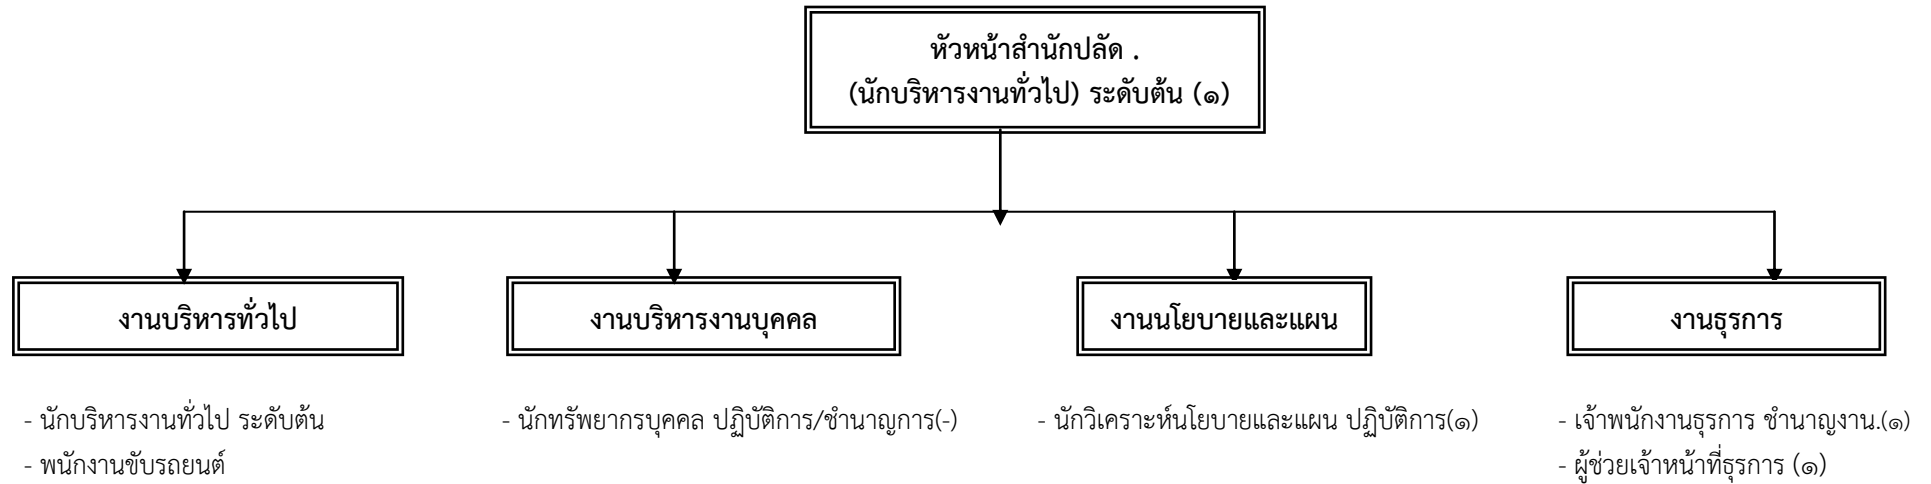 หัวหน้าสำนักปลัด .
(นักบริหารงานทั่วไป) ระดับต้น (๑)
งานบริหารทั่วไป
งานบริหารงานบุคคล
งานนโยบายและแผน
งานธุรการ
- นักบริหารงานทั่วไป ระดับต้น
- พนักงานขับรถยนต์
- นักทรัพยากรบุคคล ปฏิบัติการ/ชำนาญการ(-)
- นักวิเคราะห์นโยบายและแผน ปฏิบัติการ(๑)
- เจ้าพนักงานธุรการ ชำนาญงาน.(๑)
- ผู้ช่วยเจ้าหน้าที่ธุรการ (๑)